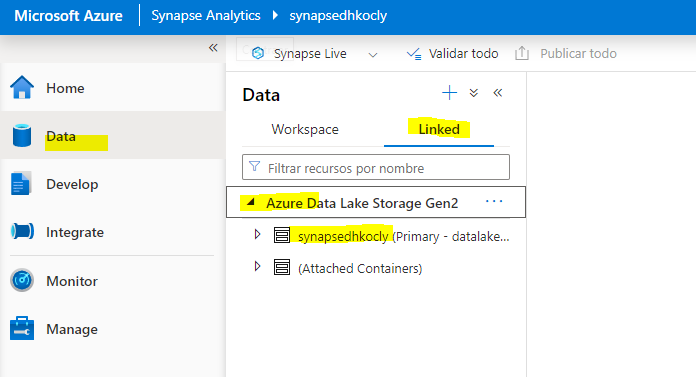 Microsoft Azure Synapse Analytics › synapsedhkocly
«
Synapse Live Validar todo Publicar todo
Home
Data
Develop
Integrate
Monitor
Manage
Data
Workspace Linked
Filtrar recursos por nombre
Azure Data Lake Storage Gen2 ...
synapsedhkocly (Primary - datalake...
(Attached Containers)